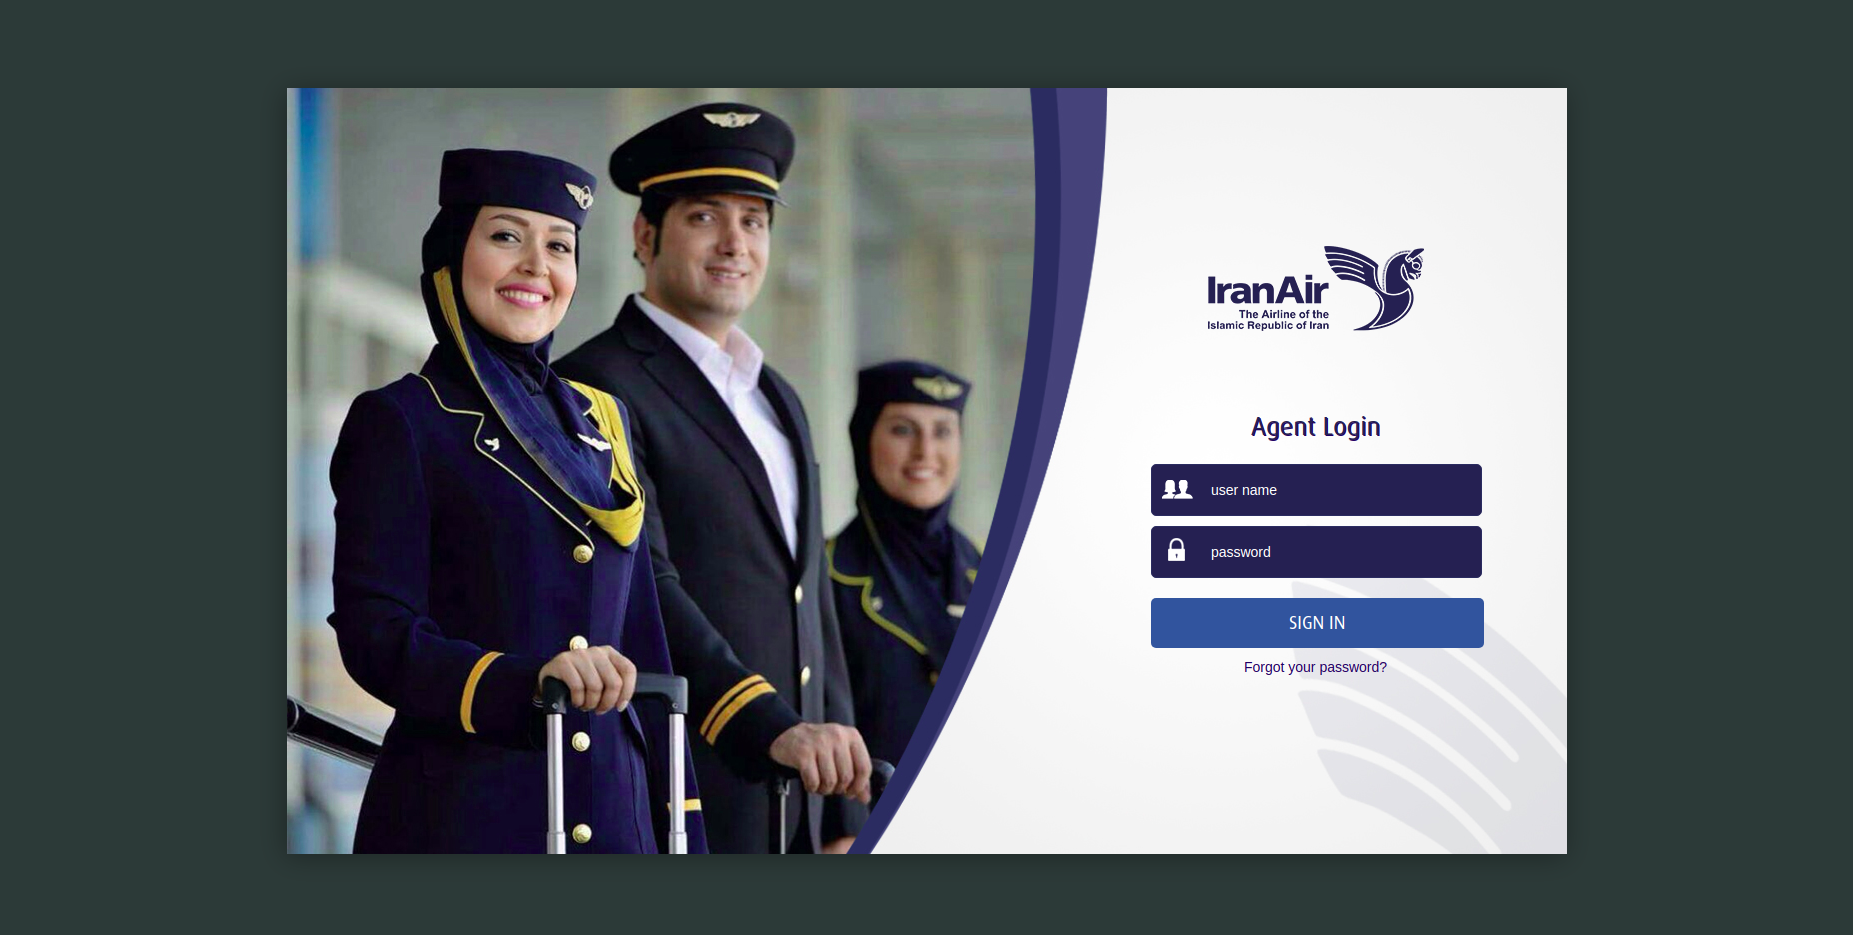 IranAir
The Airline of the
Islamic Republic of Iran
Agent Login
user name
password
SIGN IN
Forgot your password?